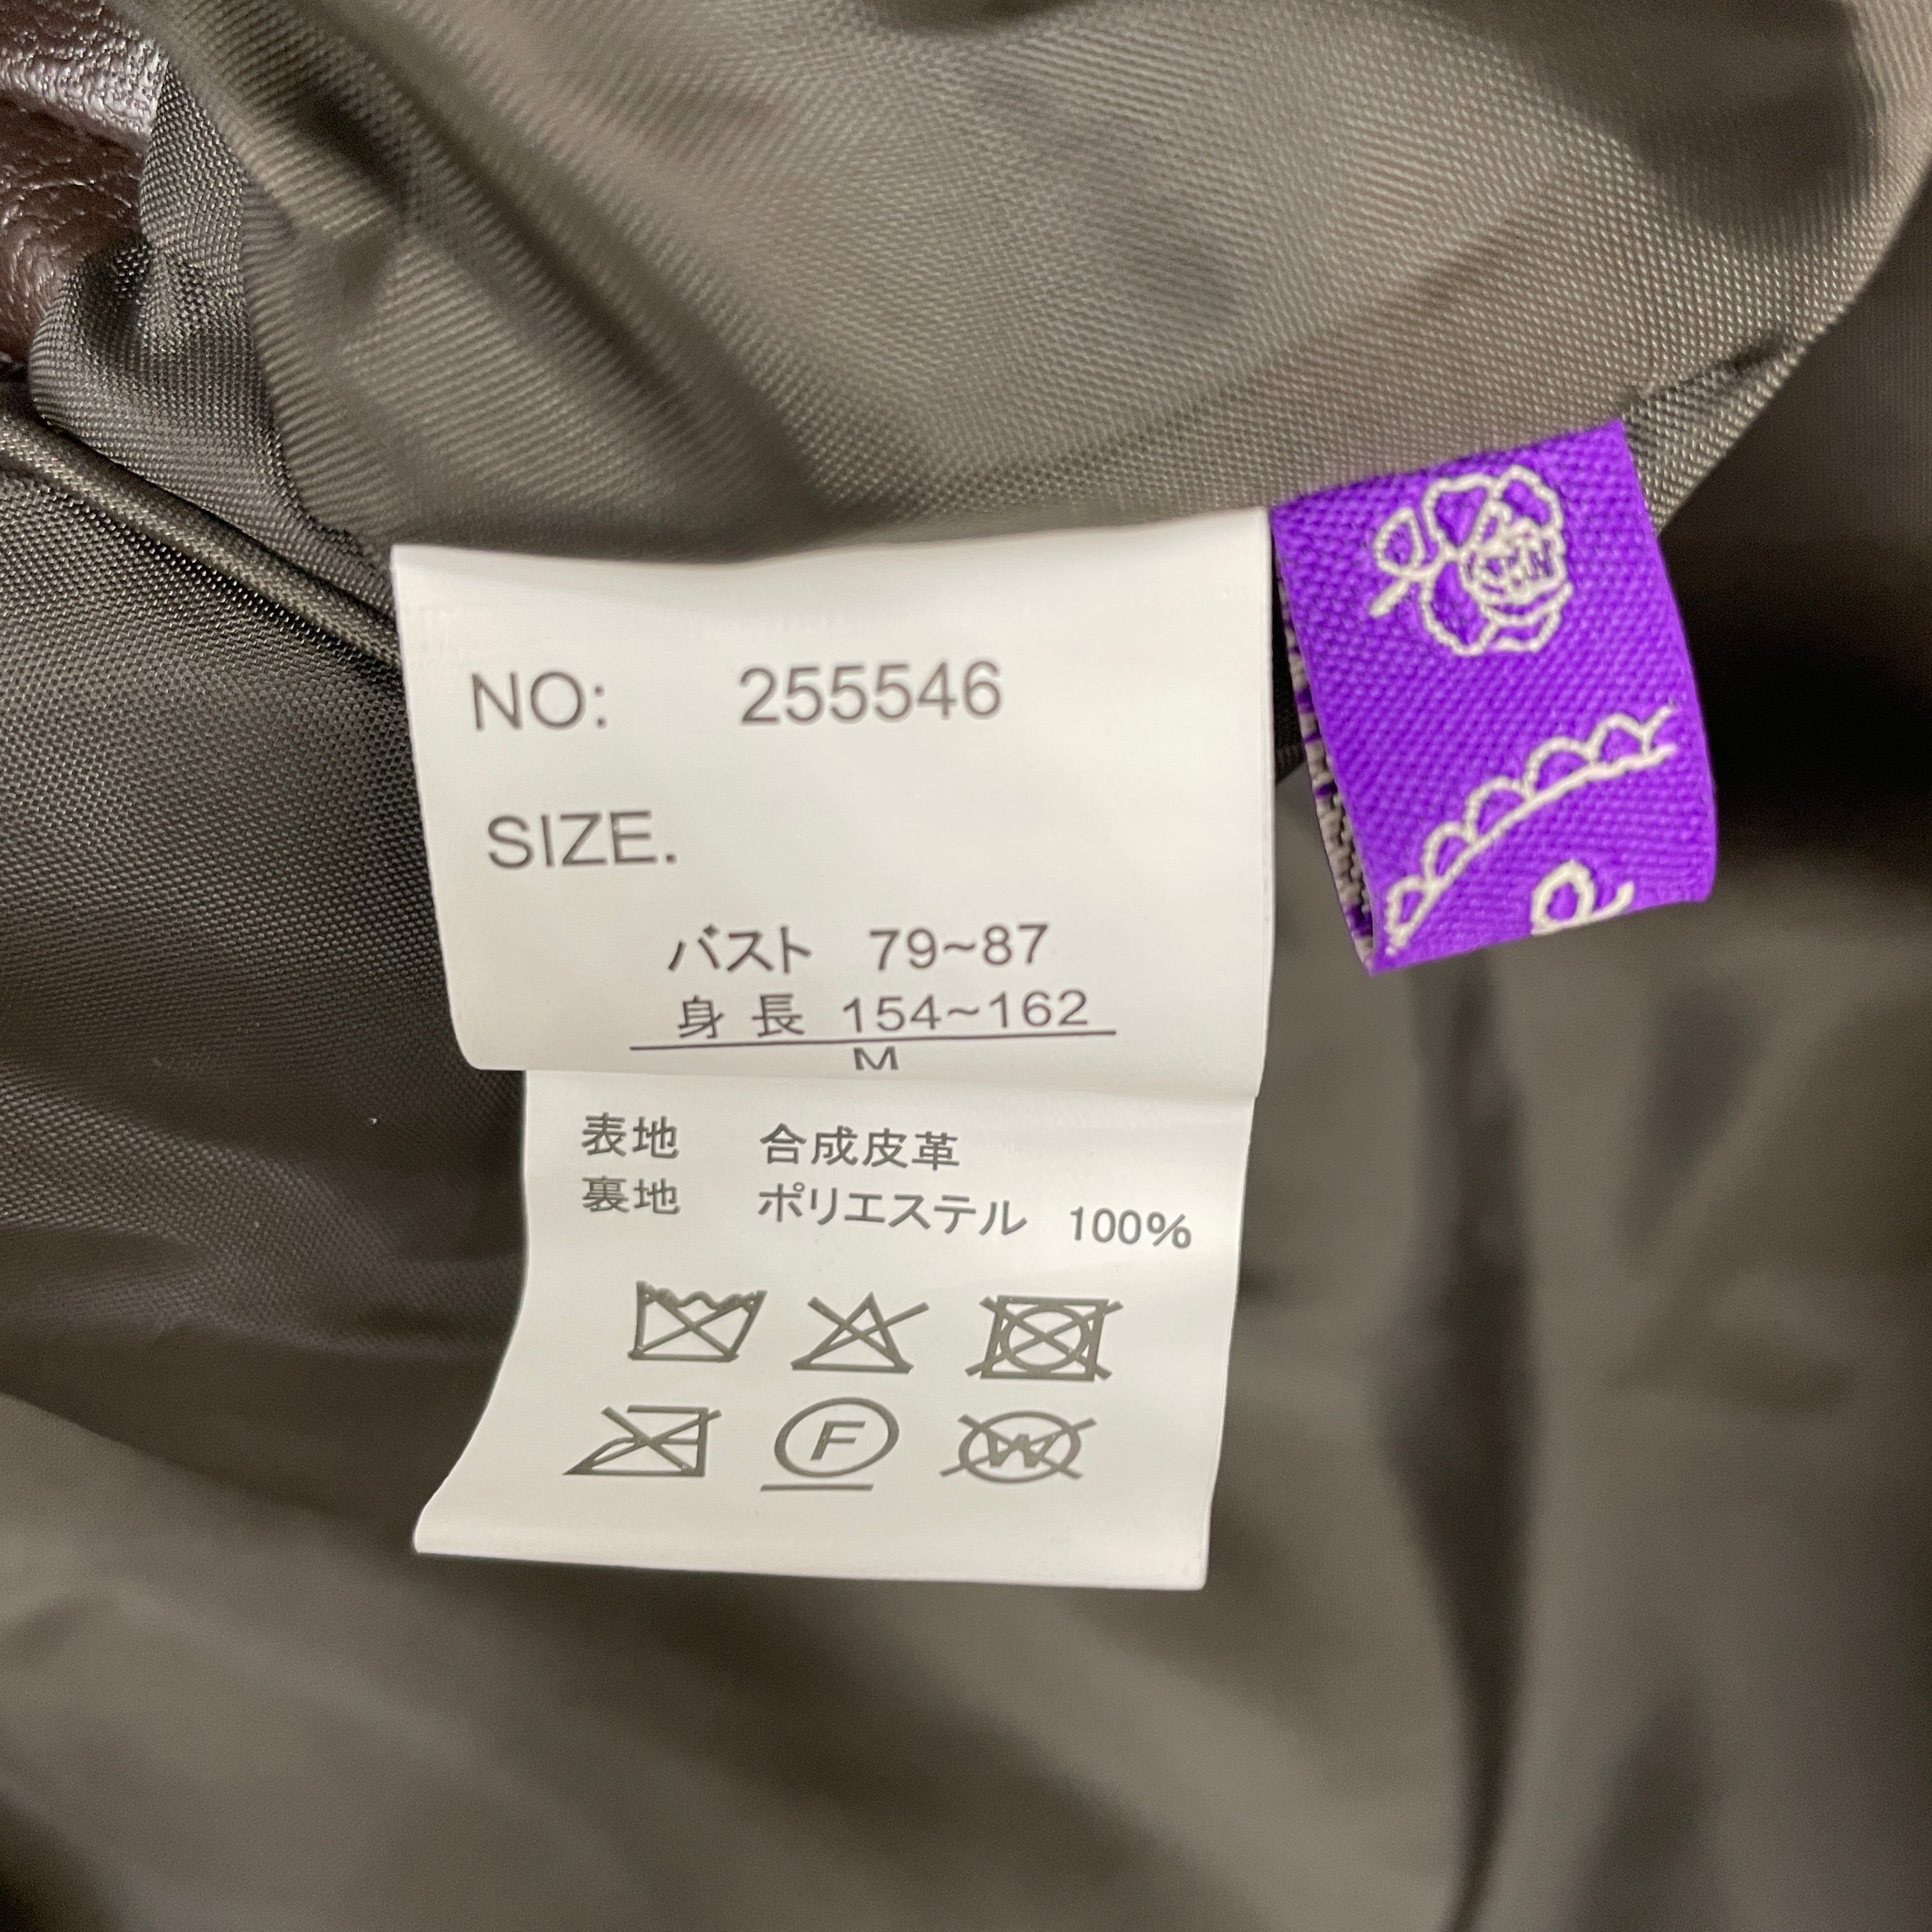 NO: 255546
SIZE.
バスト 79~87
身長 154~162
M
表地 合成皮革
裏地 ポリエステル 100%
F
W